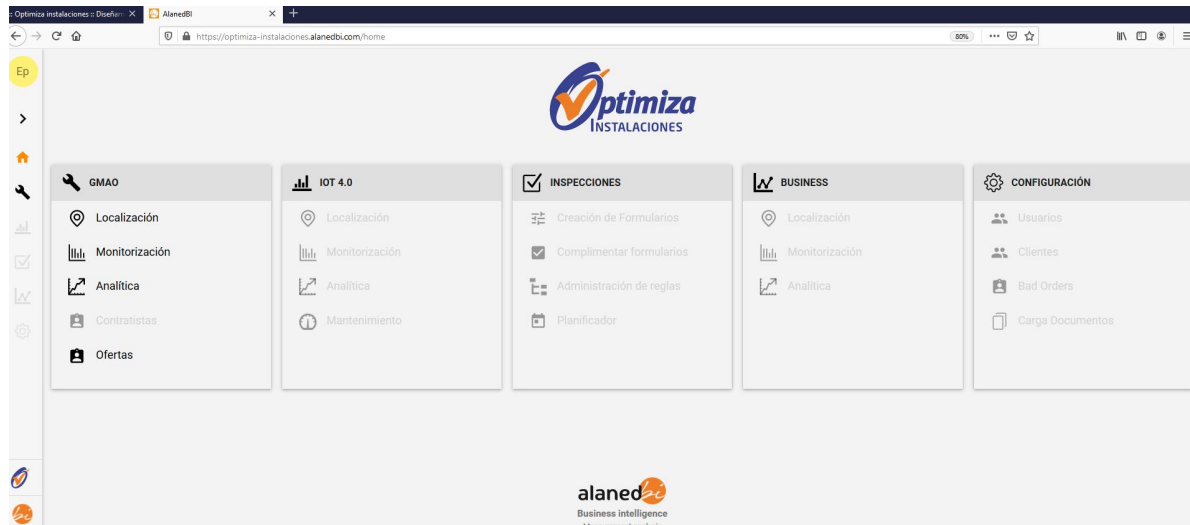 : Optimiza instalaciones :: Diseñam
AlanedBI
https://optimiza-instalaciones.alanedbi.com/home
80%
Ep
Optimiza
INSTALACIONES
GMAO
Localización
Monitorización
Analítica
Contratistas
Ofertas
IOT 4.0
Localización
Monitorización
Analítica
Mantenimiento
INSPECCIONES
Creación de Formularios
Complimentar formularios
Administración de reglas
Planificador
BUSINESS
Localización
Monitorización
Analítica
CONFIGURACIÓN
Usuarios
Clientes
Bad Orders
Carga Documentos
bi
alanedbi
Business intelligence